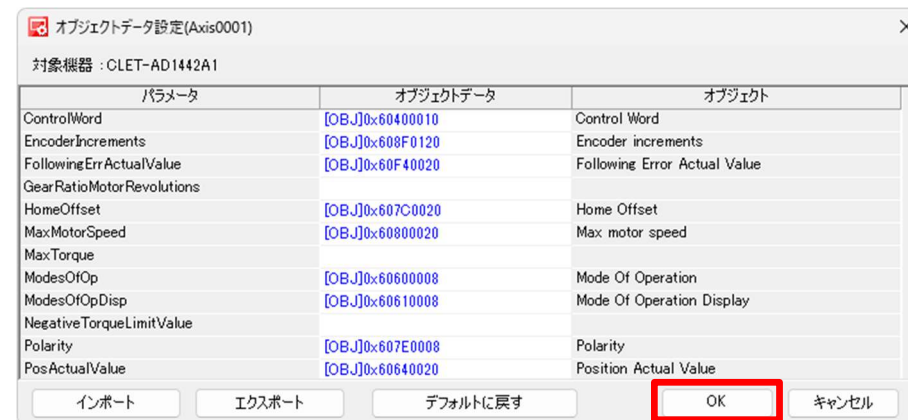 オブジェクトデータ設定(Axis0001)
対象機器 : CLET-AD1442A1
パラメータ オブジェクトデータ オブジェクト
ControlWord [OBJ]0x60400010 Control Word
EncoderIncrements [OBJ]0x608F0120 Encoder increments
FollowingErrActualValue [OBJ]0x60F40020 Following Error Actual Value
GearRatioMotorRevolutions
HomeOffset [OBJ]0x607C0020 Home Offset
MaxMotorSpeed [OBJ]0x60800020 Max motor speed
MaxTorque
ModesOfOp [OBJ]0x60600008 Mode Of Operation
ModesOfOpDisp [OBJ]0x60610008 Mode Of Operation Display
NegativeTorqueLimitValue
Polarity [OBJ]0x607E0008 Polarity
PosActualValue [OBJ]0x60640020 Position Actual Value
インポート エクスポート デフォルトに戻す OK キャンセル